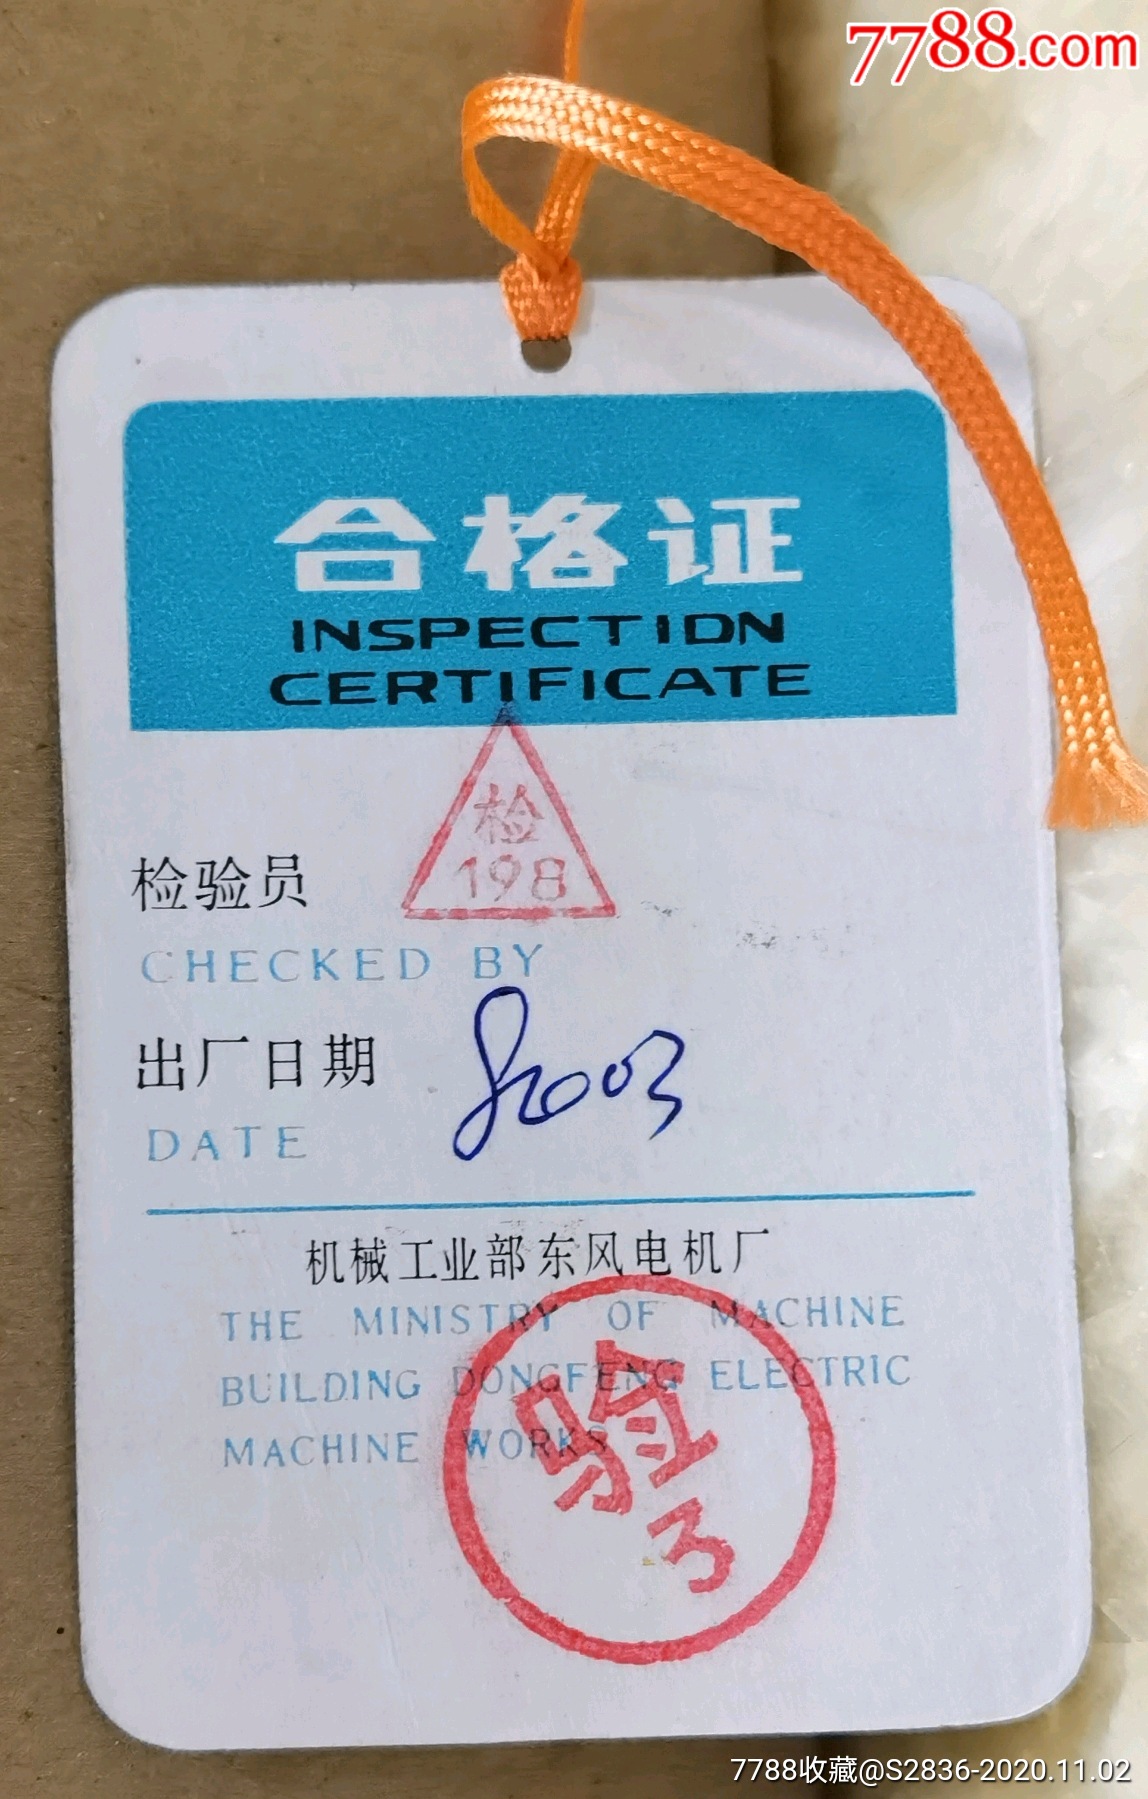 7788.com
合格证
INSPECTION
CERTIFICATE
检
198
检验员
CHECKED BY
出厂日期
DATE
机械工业部东风电机厂
THE MINISTRY OF MACHINE
BUILDING DONGFENG ELECTRIC
MACHINE WORKS
验
3
7788收藏@S2836-2020.11.02